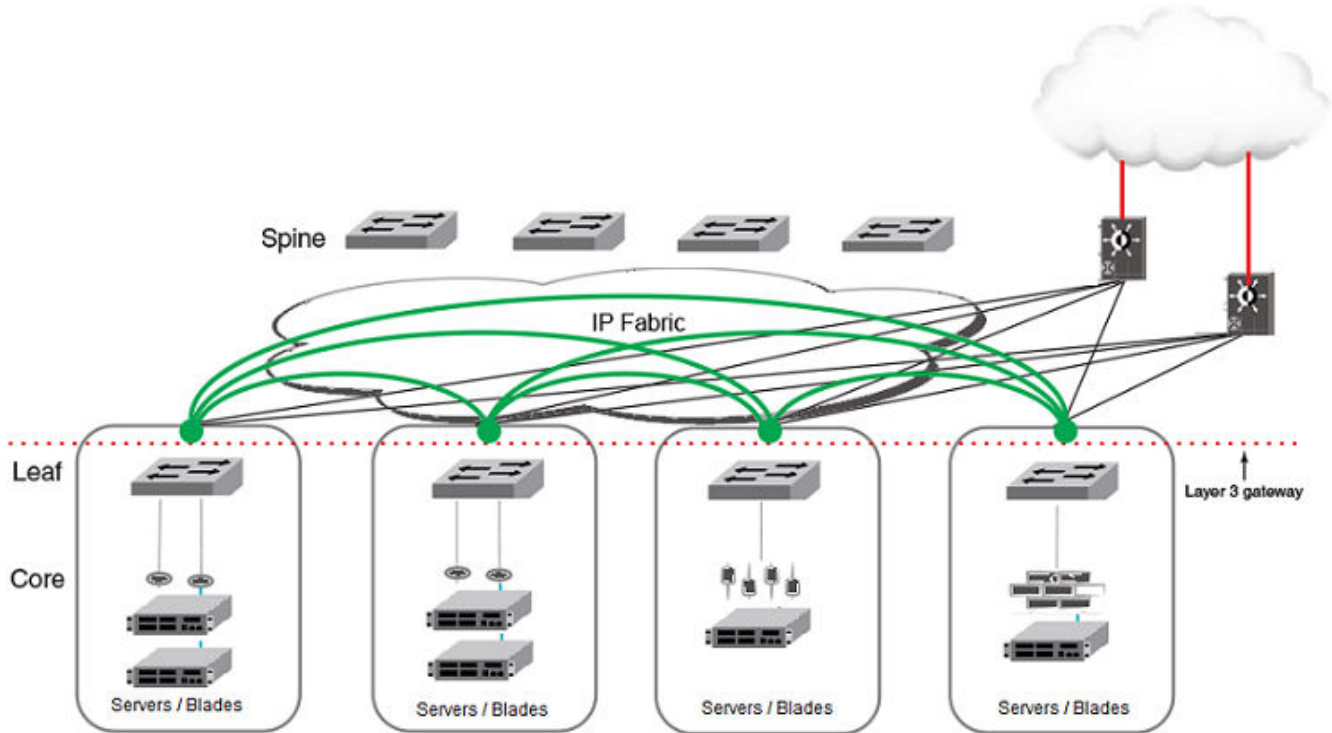 Spine
IP Fabric
Leaf
Layer 3 gateway
Core
Servers / Blades
Servers / Blades
Servers / Blades
Servers / Blades